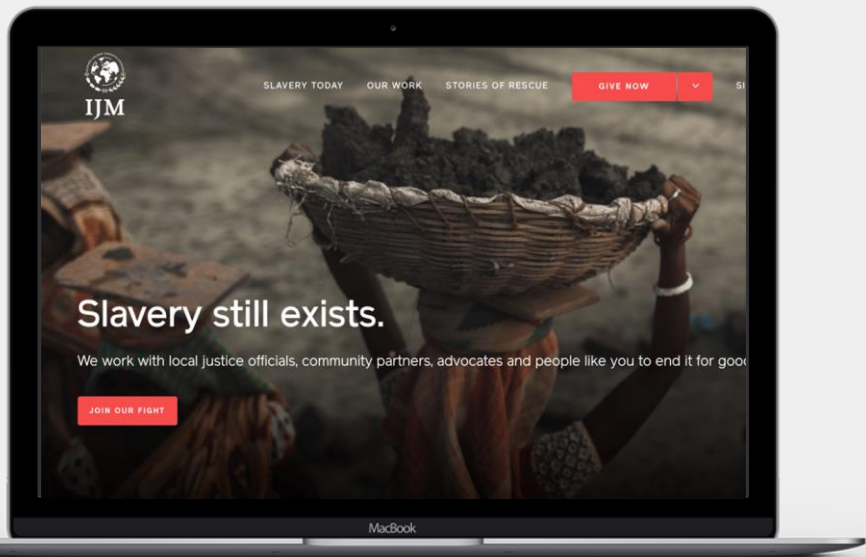 IJM
SLAVERY TODAY OUR WORK STORIES OF RESCUE GIVE NOW
Slavery still exists.
We work with local justice officials, community partners, advocates and people like you to end it for
JOIN OUR FIGHT
MacBook